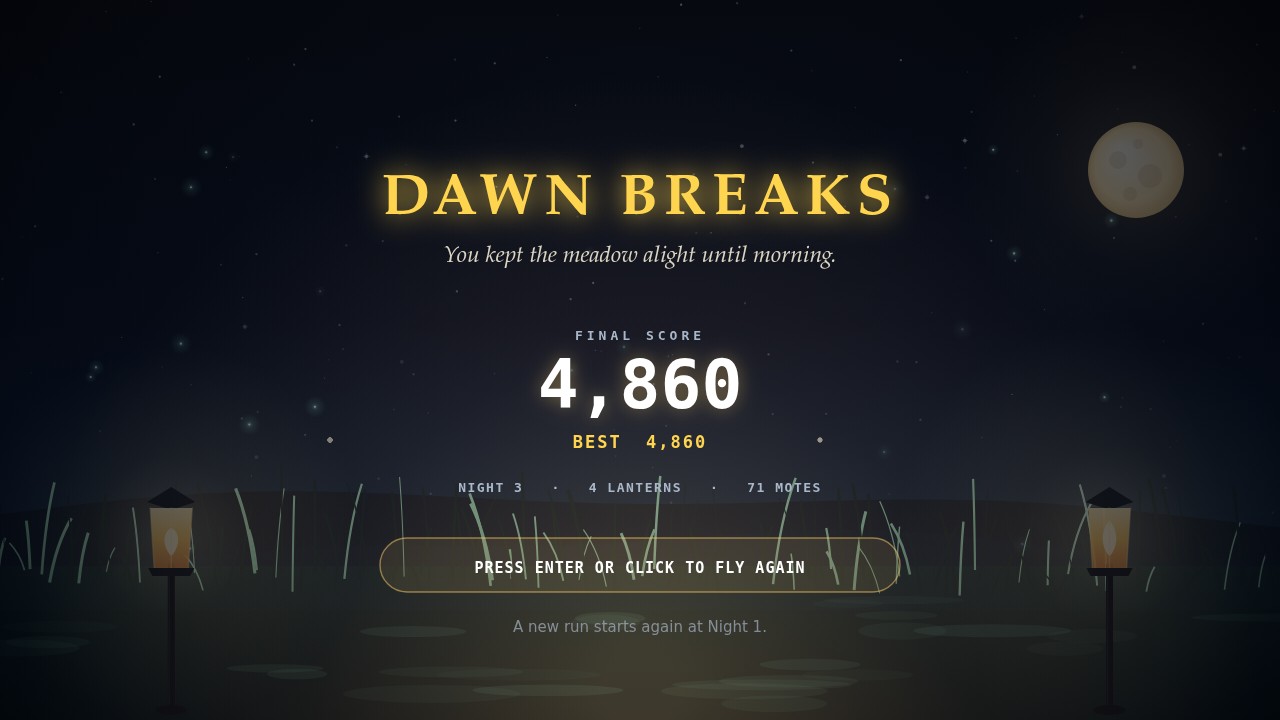 DAWN BREAKS
You kept the meadow alight until morning.
FINAL SCORE
4,860
BEST 4,860
NIGHT 3 · 4 LANTERNS · 71 MOTES
PRESS ENTER OR CLICK TO FLY AGAIN
A new run starts again at Night 1.